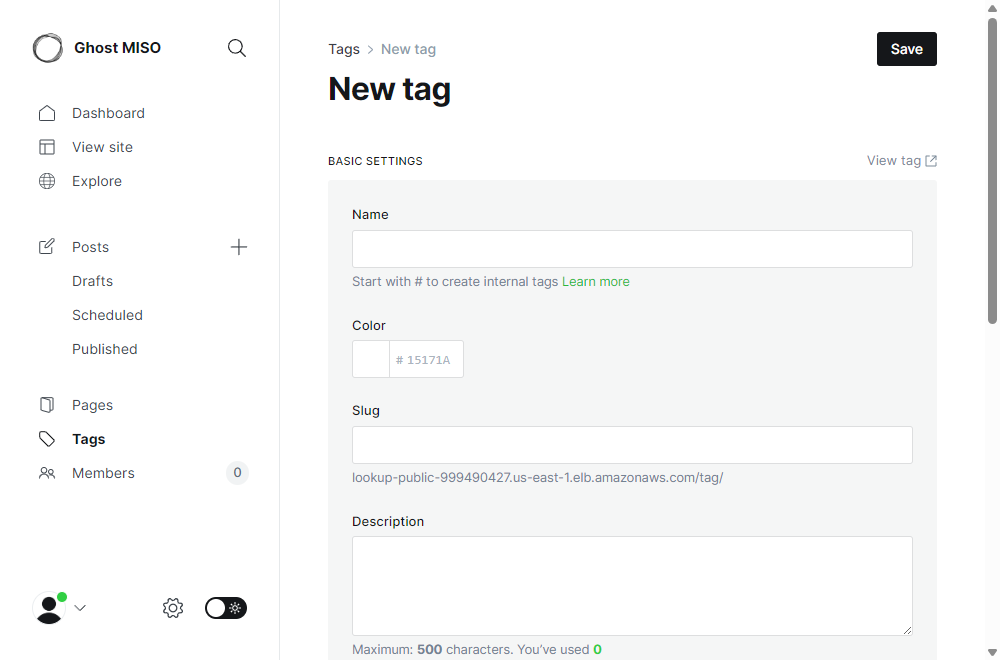 Ghost MISO
Dashboard
View site
Explore
Posts
Drafts
Scheduled
Published
Pages
Tags
Members 0
Tags > New tag
Save
New tag
BASIC SETTINGS
View tag
Name
Start with # to create internal tags Learn more
Color
# 15171A
Slug
lookup-public-999490427.us-east-1.elb.amazonaws.com/tag/
Description
Maximum: 500 characters. You’ve used 0